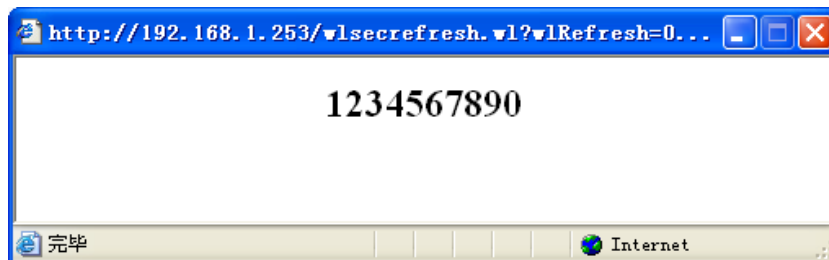 http://192.168.1.253/wlsecrefresh.wl?wlRefresh=0...
1234567890
完毕
Internet